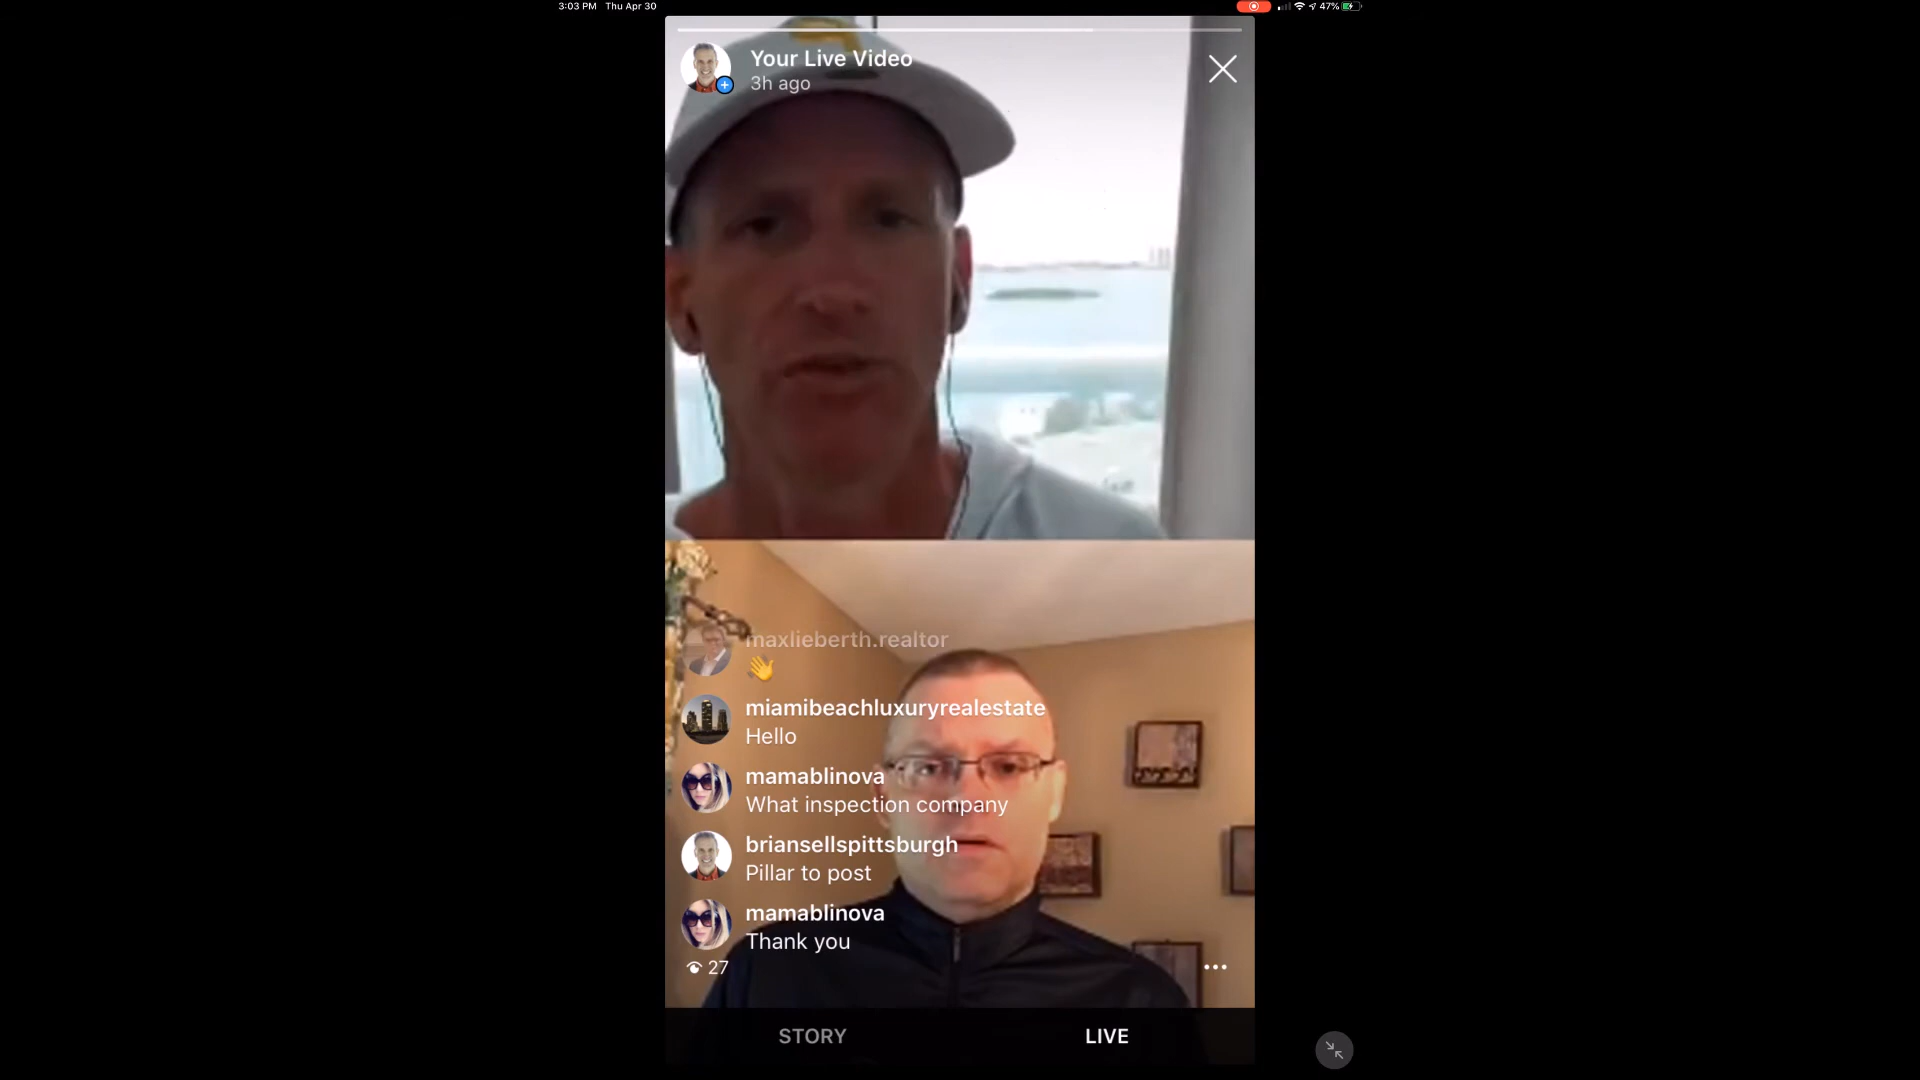 3:03 PM Thu Apr 30
47%
Your Live Video
3h ago
maxlieberth.realtor
👋
miamibeachluxuryrealestate
Hello
mamablinova
What inspection company
briansellspittsburgh
Pillar to post
mamablinova
Thank you
27
STORY LIVE